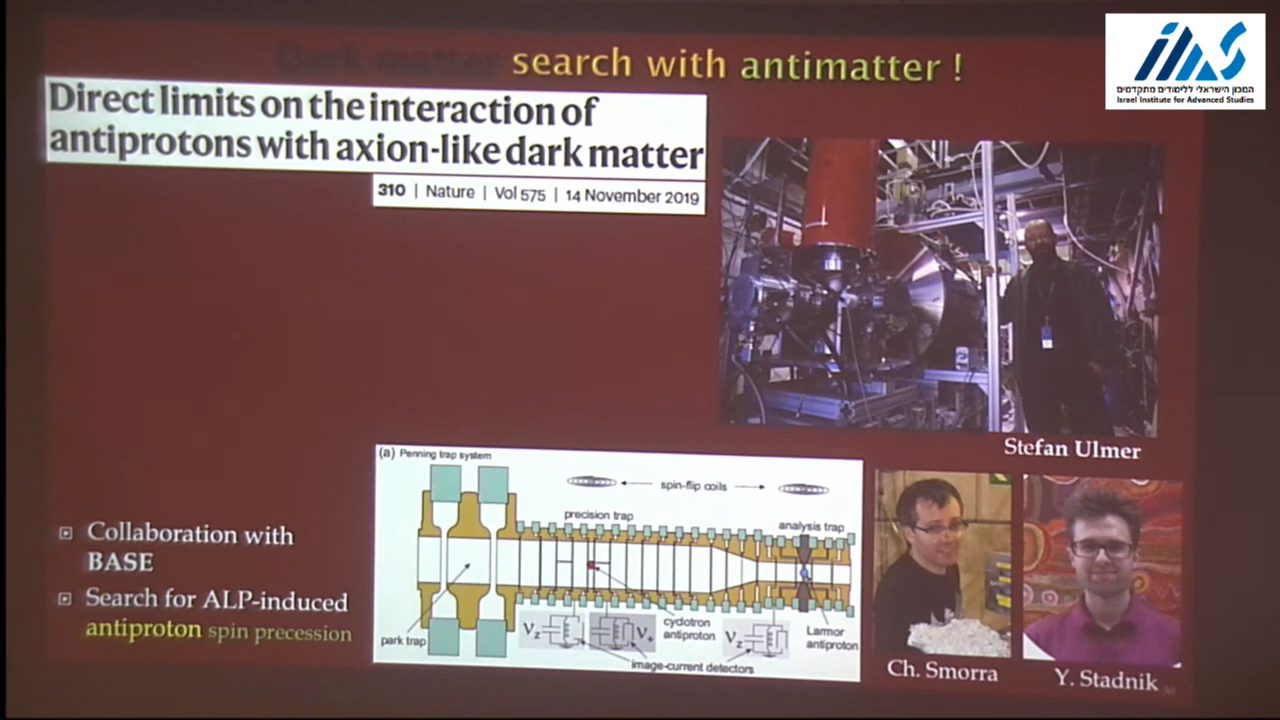 Dark matter search with antimatter !
ILAS
המכון הישראלי ללימודים מתקדמים
Israel Institute for Advanced Studies
Direct limits on the interaction of
antiprotons with axion-like dark matter
310 | Nature | Vol 575 | 14 November 2019
Stefan Ulmer
(a) Penning trap system
spin-flip coils
precision trap
analysis trap
park trap
νz
ν+
cyclotron
antiproton
νz
Larmor
antiproton
image-current detectors
Collaboration with
BASE
Search for ALP-induced
antiproton spin precession
Ch. Smorra
Y. Stadnik